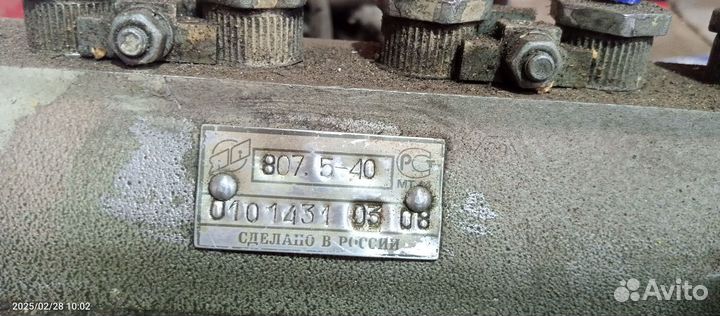 807.5-40
РСТ
0101431 03 08
СДЕЛАНО В РОССИИ
2025/02/28 10:02
Avito